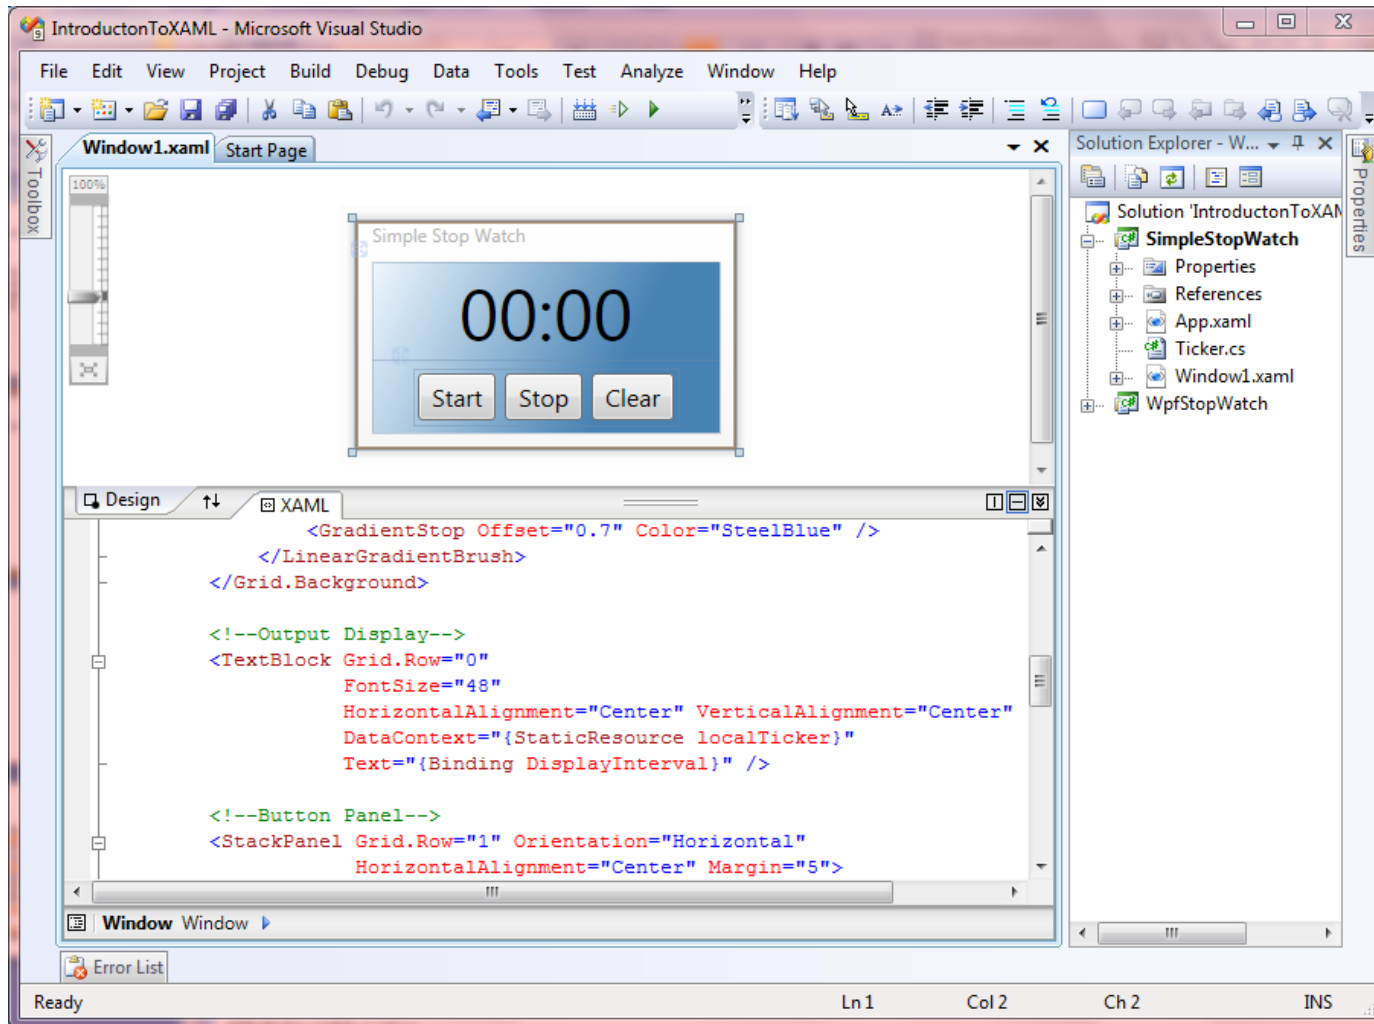 IntroductonToXAML - Microsoft Visual Studio
File Edit View Project Build Debug Data Tools Test Analyze Window Help
Toolbox
Window1.xaml Start Page
100%
Simple Stop Watch
00:00
Start Stop Clear
Design XAML
<GradientStop Offset="0.7" Color="SteelBlue" />
</LinearGradientBrush>
</Grid.Background>
<!--Output Display-->
<TextBlock Grid.Row="0"
FontSize="48"
HorizontalAlignment="Center" VerticalAlignment="Center"
DataContext="{StaticResource localTicker}"
Text="{Binding DisplayInterval}" />
<!--Button Panel-->
<StackPanel Grid.Row="1" Orientation="Horizontal"
HorizontalAlignment="Center" Margin="5">
Window Window
Solution Explorer - W...
Solution 'IntroductonToXAM
SimpleStopWatch
Properties
References
App.xaml
Ticker.cs
Window1.xaml
WpfStopWatch
Properties
Error List
Ready Ln 1 Col 2 Ch 2 INS